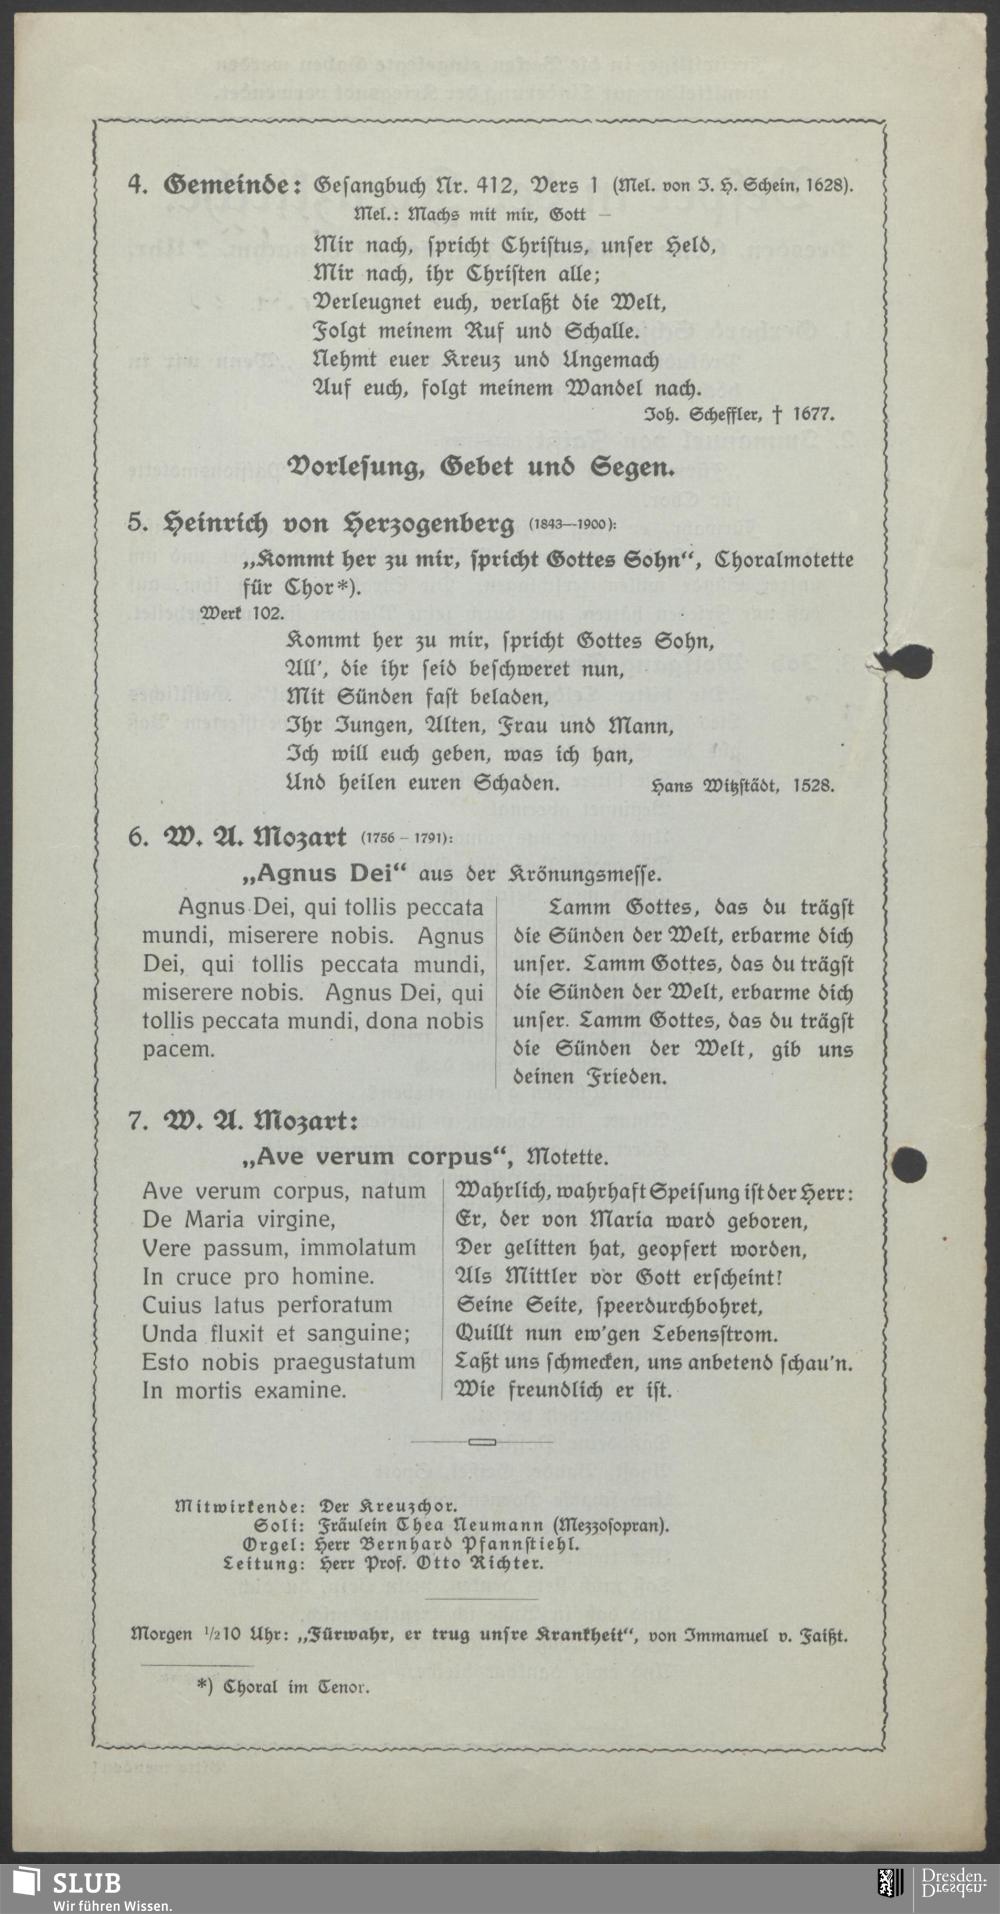 4. Gemeinde: Gesangbuch Nr. 412, Vers 1 (Mel. von J. H. Schein, 1628).
Mel.: Machs mit mir, Gott —
Mir nach, spricht Christus, unser Held,
Mir nach, ihr Christen alle;
Verleugnet euch, verlaßt die Welt,
Folgt meinem Ruf und Schalle.
Nehmt euer Kreuz und Ungemach
Auf euch, folgt meinem Wandel nach.
Joh. Scheffler, † 1677.
Vorlesung, Gebet und Segen.
5. Heinrich von Herzogenberg (1843—1900):
„Kommt her zu mir, spricht Gottes Sohn“, Choralmotette
für Chor*).
Werk 102.
Kommt her zu mir, spricht Gottes Sohn,
All’, die ihr seid beschweret nun,
Mit Sünden fast beladen,
Ihr Jungen, Alten, Frau und Mann,
Ich will euch geben, was ich han,
Und heilen euren Schaden.
Hans Witzstädt, 1528.
6. W. A. Mozart (1756 – 1791):
„Agnus Dei“ aus der Krönungsmesse.
Agnus Dei, qui tollis peccata
mundi, miserere nobis. Agnus
Dei, qui tollis peccata mundi,
miserere nobis. Agnus Dei, qui
tollis peccata mundi, dona nobis
pacem.
Lamm Gottes, das du trägst
die Sünden der Welt, erbarme dich
unser. Lamm Gottes, das du trägst
die Sünden der Welt, erbarme dich
unser. Lamm Gottes, das du trägst
die Sünden der Welt, gib uns
deinen Frieden.
7. W. A. Mozart:
„Ave verum corpus“, Motette.
Ave verum corpus, natum
De Maria virgine,
Vere passum, immolatum
In cruce pro homine.
Cuius latus perforatum
Unda fluxit et sanguine;
Esto nobis praegustatum
In mortis examine.
Wahrlich, wahrhaft Speisung ist der Herr:
Er, der von Maria ward geboren,
Der gelitten hat, geopfert worden,
Als Mittler vor Gott erscheint!
Seine Seite, speerdurchbohret,
Quillt nun ew’gen Lebensstrom.
Laßt uns schmecken, uns anbetend schau’n.
Wie freundlich er ist.
Mitwirkende: Der Kreuzchor.
Soli: Fräulein Thea Neumann (Mezzosopran).
Orgel: Herr Bernhard Pfannstiehl.
Leitung: Herr Prof. Otto Richter.
Morgen ½10 Uhr: „Fürwahr, er trug unsre Krankheit“, von Immanuel v. Faißt.
*) Choral im Tenor.
SLUB
Wir führen Wissen.
Dresden.
Dresden.